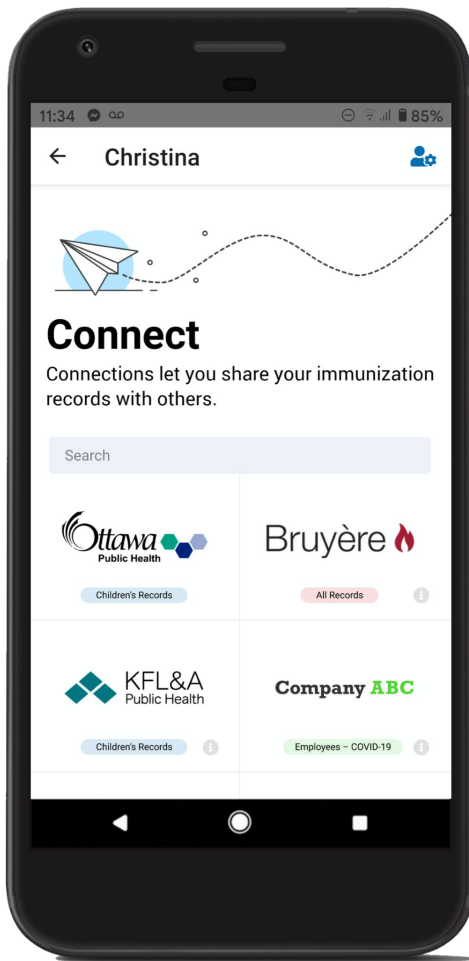 11:34 85%
Christina
Connect
Connections let you share your immunization
records with others.
Search
Ottawa
Public Health
Children's Records
Bruyère
All Records
KFL&A
Public Health
Children's Records
Company ABC
Employees – COVID-19